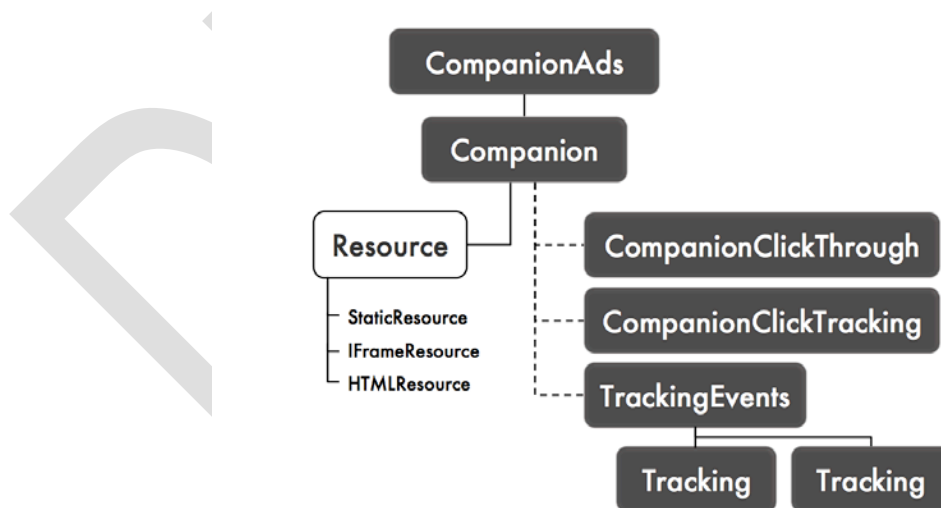 CompanionAds
Companion
Resource
StaticResource
IFrameResource
HTMLResource
CompanionClickThrough
CompanionClickTracking
TrackingEvents
Tracking
Tracking